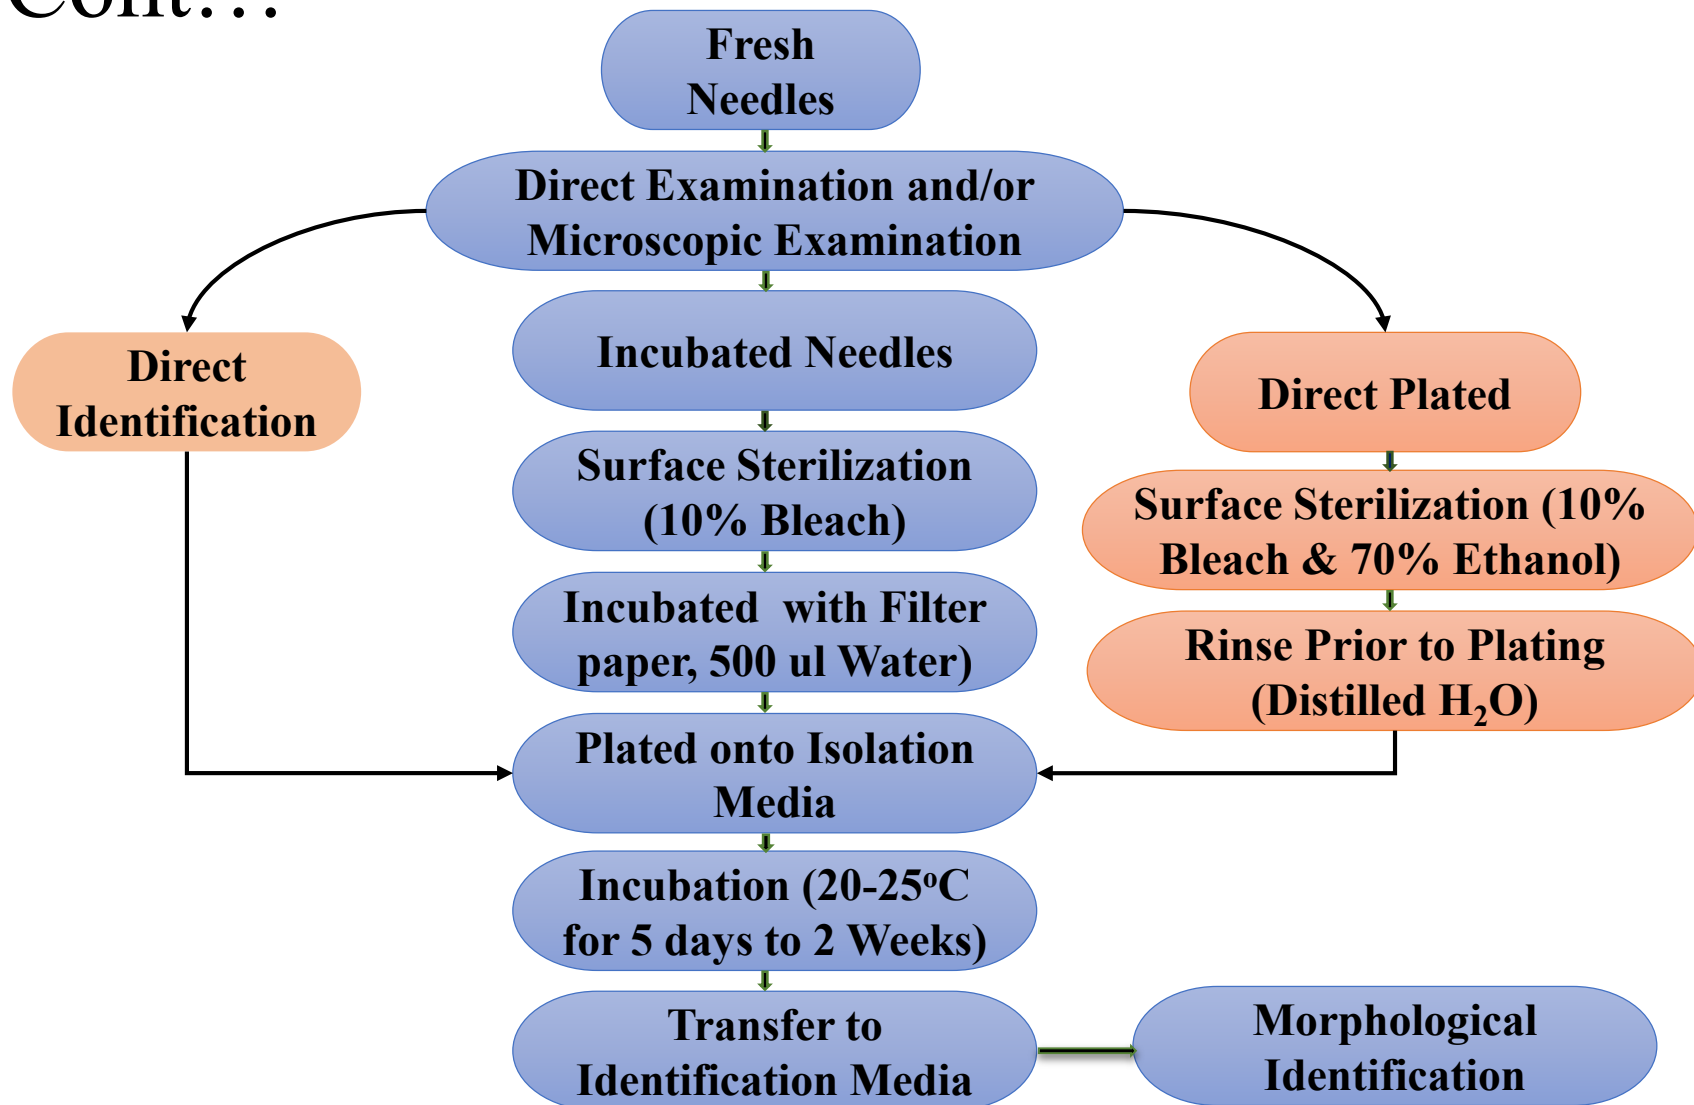 Cont…
Fresh
Needles
Direct Examination and/or
Microscopic Examination
Incubated Needles
Direct
Identification
Direct Plated
Surface Sterilization
(10% Bleach)
Surface Sterilization (10%
Bleach & 70% Ethanol)
Incubated  with Filter
paper, 500 ul Water)
Rinse Prior to Plating
(Distilled H₂O)
Plated onto Isolation
Media
Incubation (20-25ᵒC
for 5 days to 2 Weeks)
Transfer to
Identification Media
Morphological
Identification